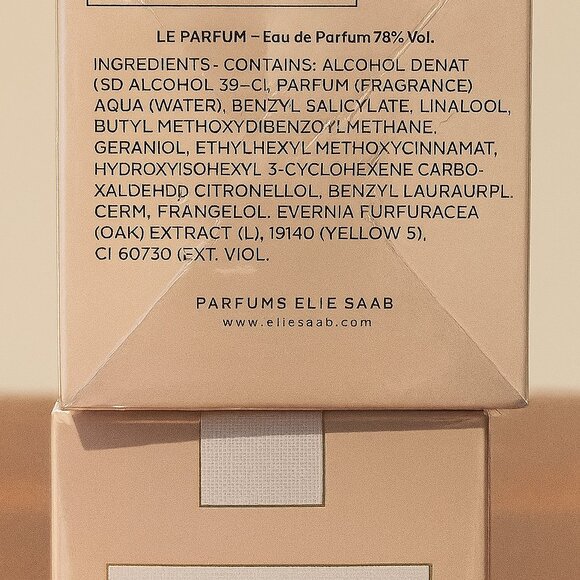 LE PARFUM – Eau de Parfum 78% Vol.
INGREDIENTS - CONTAINS: ALCOHOL DENAT
(SD ALCOHOL 39–CI, PARFUM (FRAGRANCE)
AQUA (WATER), BENZYL SALICYLATE, LINALOOL,
BUTYL METHOXYDIBENZOYLMETHANE.
GERANIOL, ETHYLHEXYL METHOXYCINNAMAT,
HYDROXYISOHEXYL 3-CYCLOHEXENE CARBO-
XALDEHDD CITRONELLOL, BENZYL LAURAURPL.
CERM, FRANGELOL. EVERNIA FURFURACEA
(OAK) EXTRACT (L), 19140 (YELLOW 5),
CI 60730 (EXT. VIOL.
PARFUMS ELIE SAAB
www.eliesaab.com